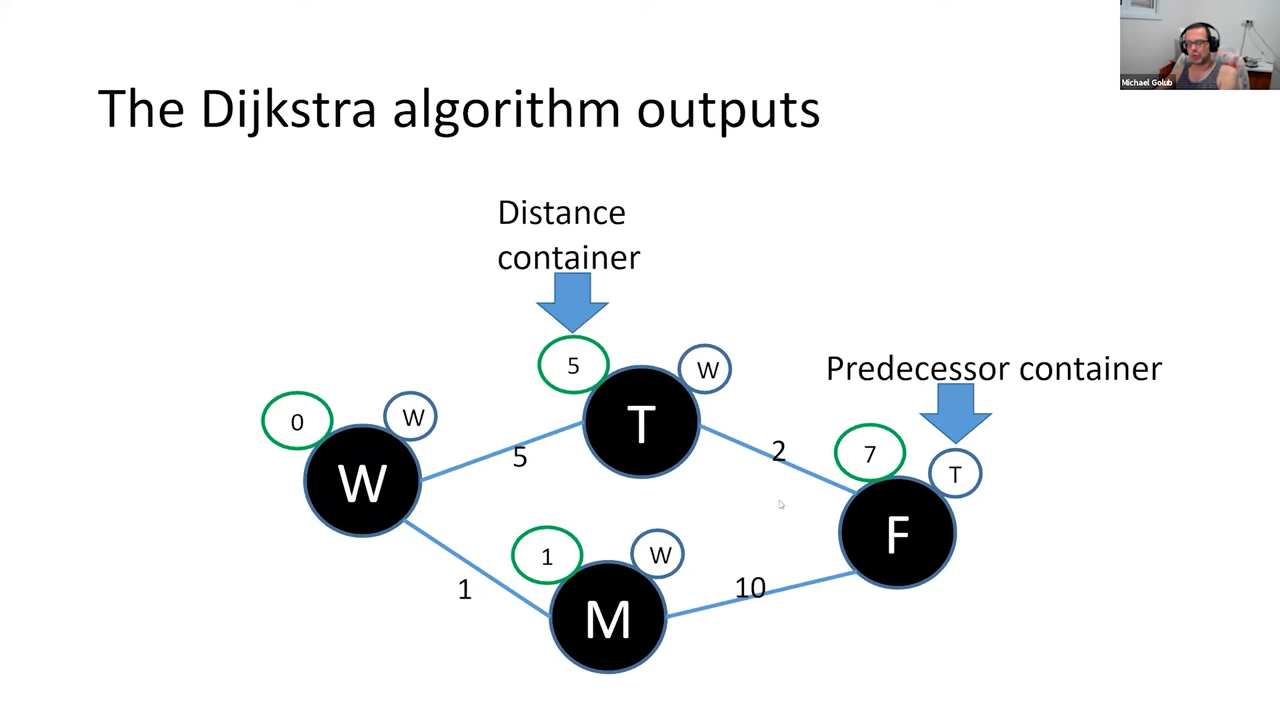 Michael Golub
The Dijkstra algorithm outputs
Distance
container
Predecessor container
5
W
0
W
T
7
T
W
5
2
F
1
W
1
10
M